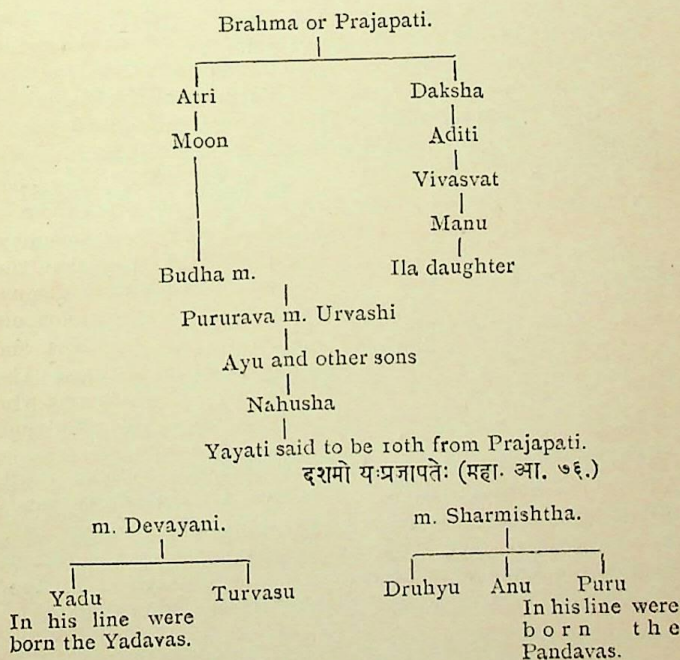 Brahma or Prajapati.
Atri Daksha
Moon Aditi
Vivasvat
Manu
Budha m. Ila daughter
Pururava m. Urvashi
Ayu and other sons
Nahusha
Yayati said to be 10th from Prajapati.
दशमो यःप्रजापतेः (महा. आ. ७६.)
m. Devayani. m. Sharmishtha.
Yadu Turvasu Druhyu Anu Puru
In his line were In his line were
born the Yadavas. born the
Pandavas.